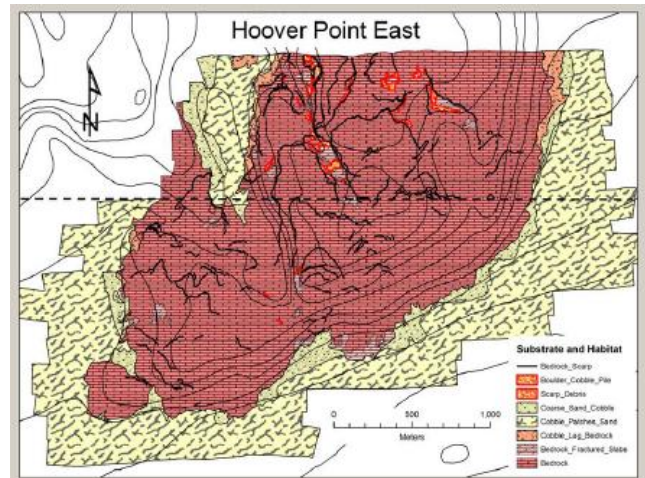 Hoover Point East
N
Substrate and Habitat
Bedrock_Scarp
Boulder_Cobble_Pile
Scarp_Debris
Coarse_Sand_Cobble
Cobble_Patches_Sand
Cobble_Lag_Bedrock
Bedrock_Fractured_Slabs
Bedrock
0 500 1,000
Meters